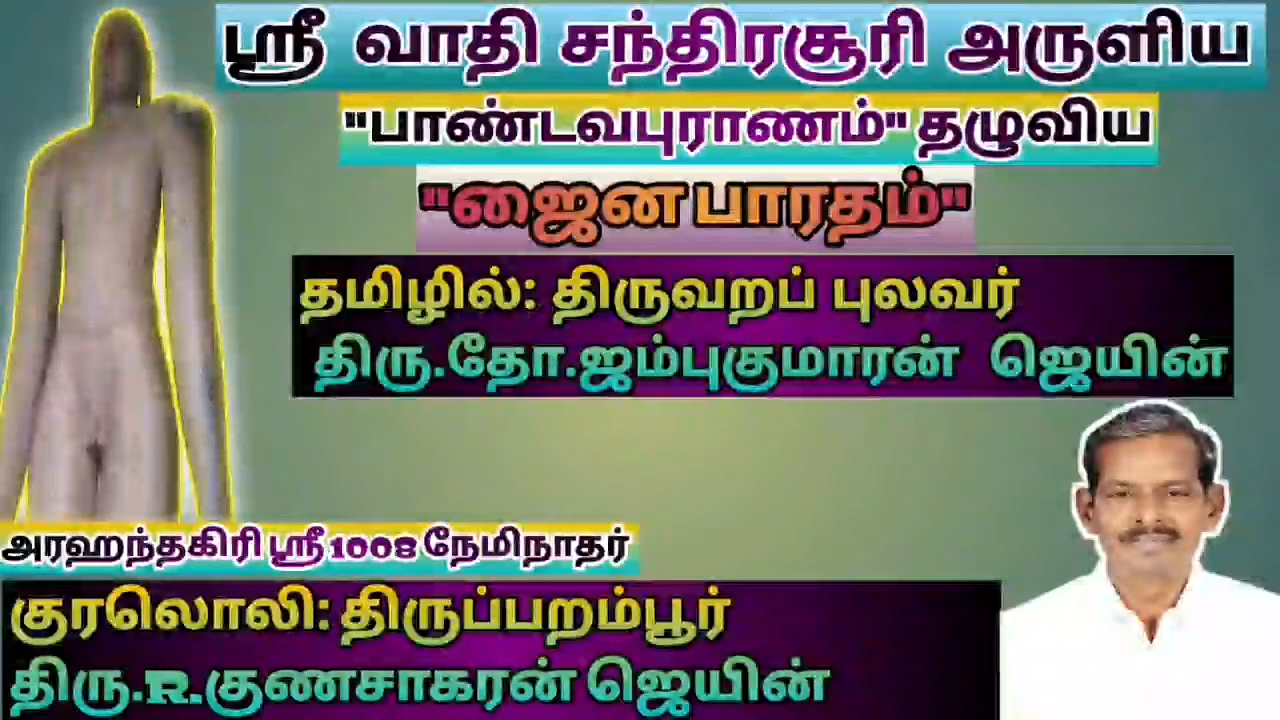 ஸ்ரீ வாதி சந்திரசூரி அருளிய
"பாண்டவபுராணம்" தழுவிய
"ஜைன பாரதம்"
தமிழில்: திருவறப் புலவர்
திரு.தோ.ஜம்புகுமாரன் ஜெயின்
அரஹந்தகிரி ஸ்ரீ 1008 நேமிநாதர்
குரலொலி: திருப்பறம்பூர்
திரு.R.குணசாகரன் ஜெயின்